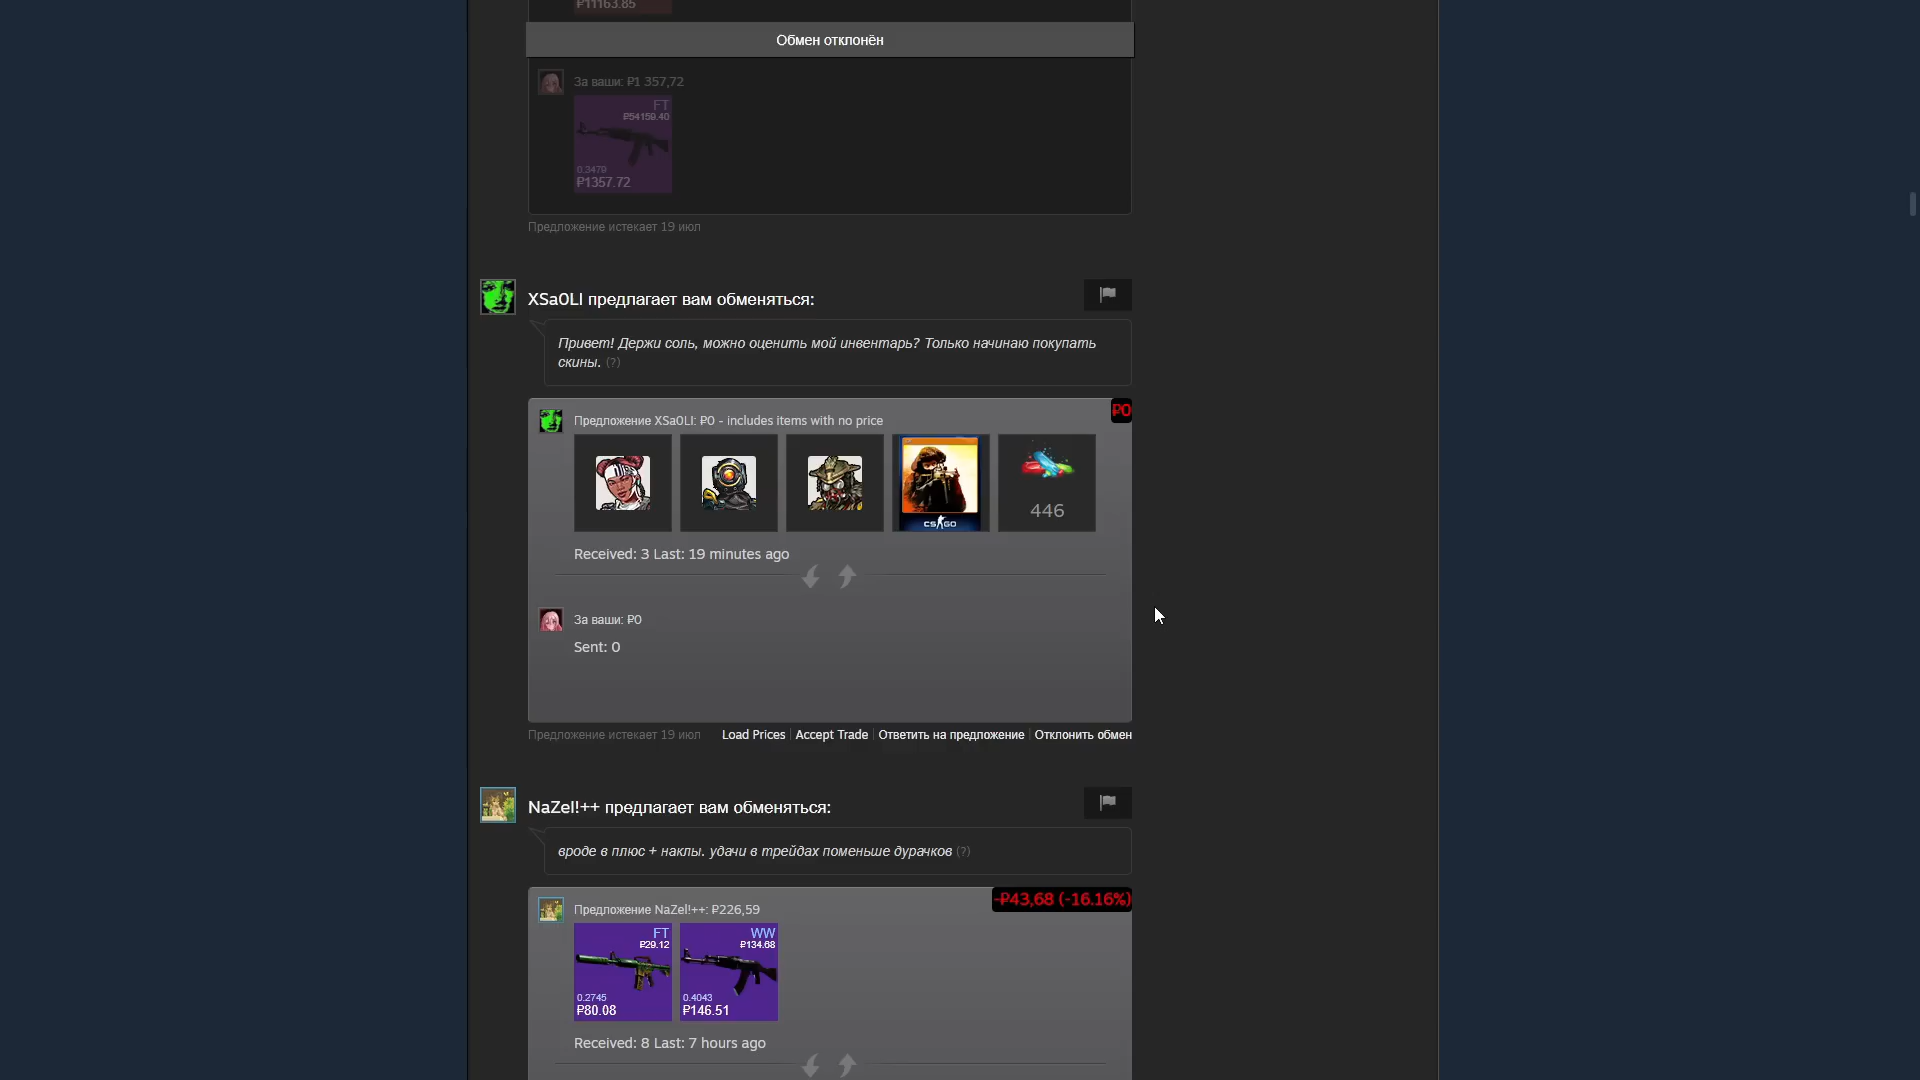 ₽11163.85
Обмен отклонён
За ваши: ₽1 357,72
FT
₽54159.40
0.3479
₽1357.72
Предложение истекает 19 июл
XSaOLI предлагает вам обменяться:
Привет! Держи соль, можно оценить мой инвентарь? Только начинаю покупать
скины. (?)
₽0
Предложение XSaOLI: ₽0 - includes items with no price
CS GO
446
Received: 3 Last: 19 minutes ago
За ваши: ₽0
Sent: 0
Предложение истекает 19 июл Load Prices | Accept Trade | Ответить на предложение | Отклонить обмен
NaZel!++ предлагает вам обменяться:
вроде в плюс + наклы. удачи в трейдах поменьше дурачков (?)
-₽43,68 (-16.16%)
Предложение NaZel!++: ₽226,59
FT WW
₽29.12 ₽134.68
0.2745 0.4043
₽80.08 ₽146.51
Received: 8 Last: 7 hours ago